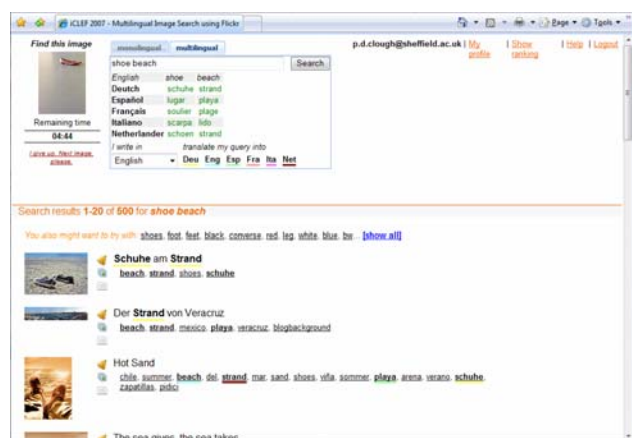 iCLEF 2007 - Multilingual Image Search using Flickr
Page
Tools
Find this image
Remaining time
04:44
I give up. Next image, please.
monolingual
multilingual
shoe beach
Search
English shoe beach
Deutch schuhe strand
Español lugar playa
Français soulier plage
Italiano scarpa lido
Netherlander schoen strand
I write in translate my query into
English Deu Eng Esp Fra Ita Net
p.d.clough@sheffield.ac.uk | My profile | Show ranking | Help | Logout
Search results 1-20 of 500 for shoe beach
You also might want to try with: shoes, foot, feet, black, converse, red, leg, white, blue, bw... [show all]
Schuhe am Strand
beach, strand, shoes, schuhe
Der Strand von Veracruz
beach, strand, mexico, playa, veracruz, blogbackground
Hot Sand
chile, summer, beach, del, strand, mar, sand, shoes, viña, sommer, playa, arena, verano, schuhe,
zapatillas, pidici
The sea gives, the sea takes